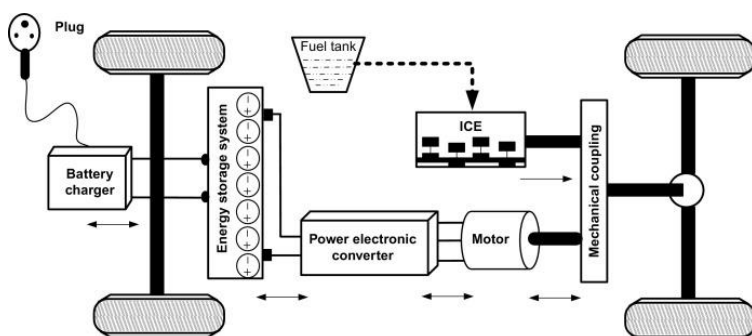 Plug
Fuel tank
ICE
Battery
charger
Energy storage system
Power electronic
converter
Motor
Mechanical coupling